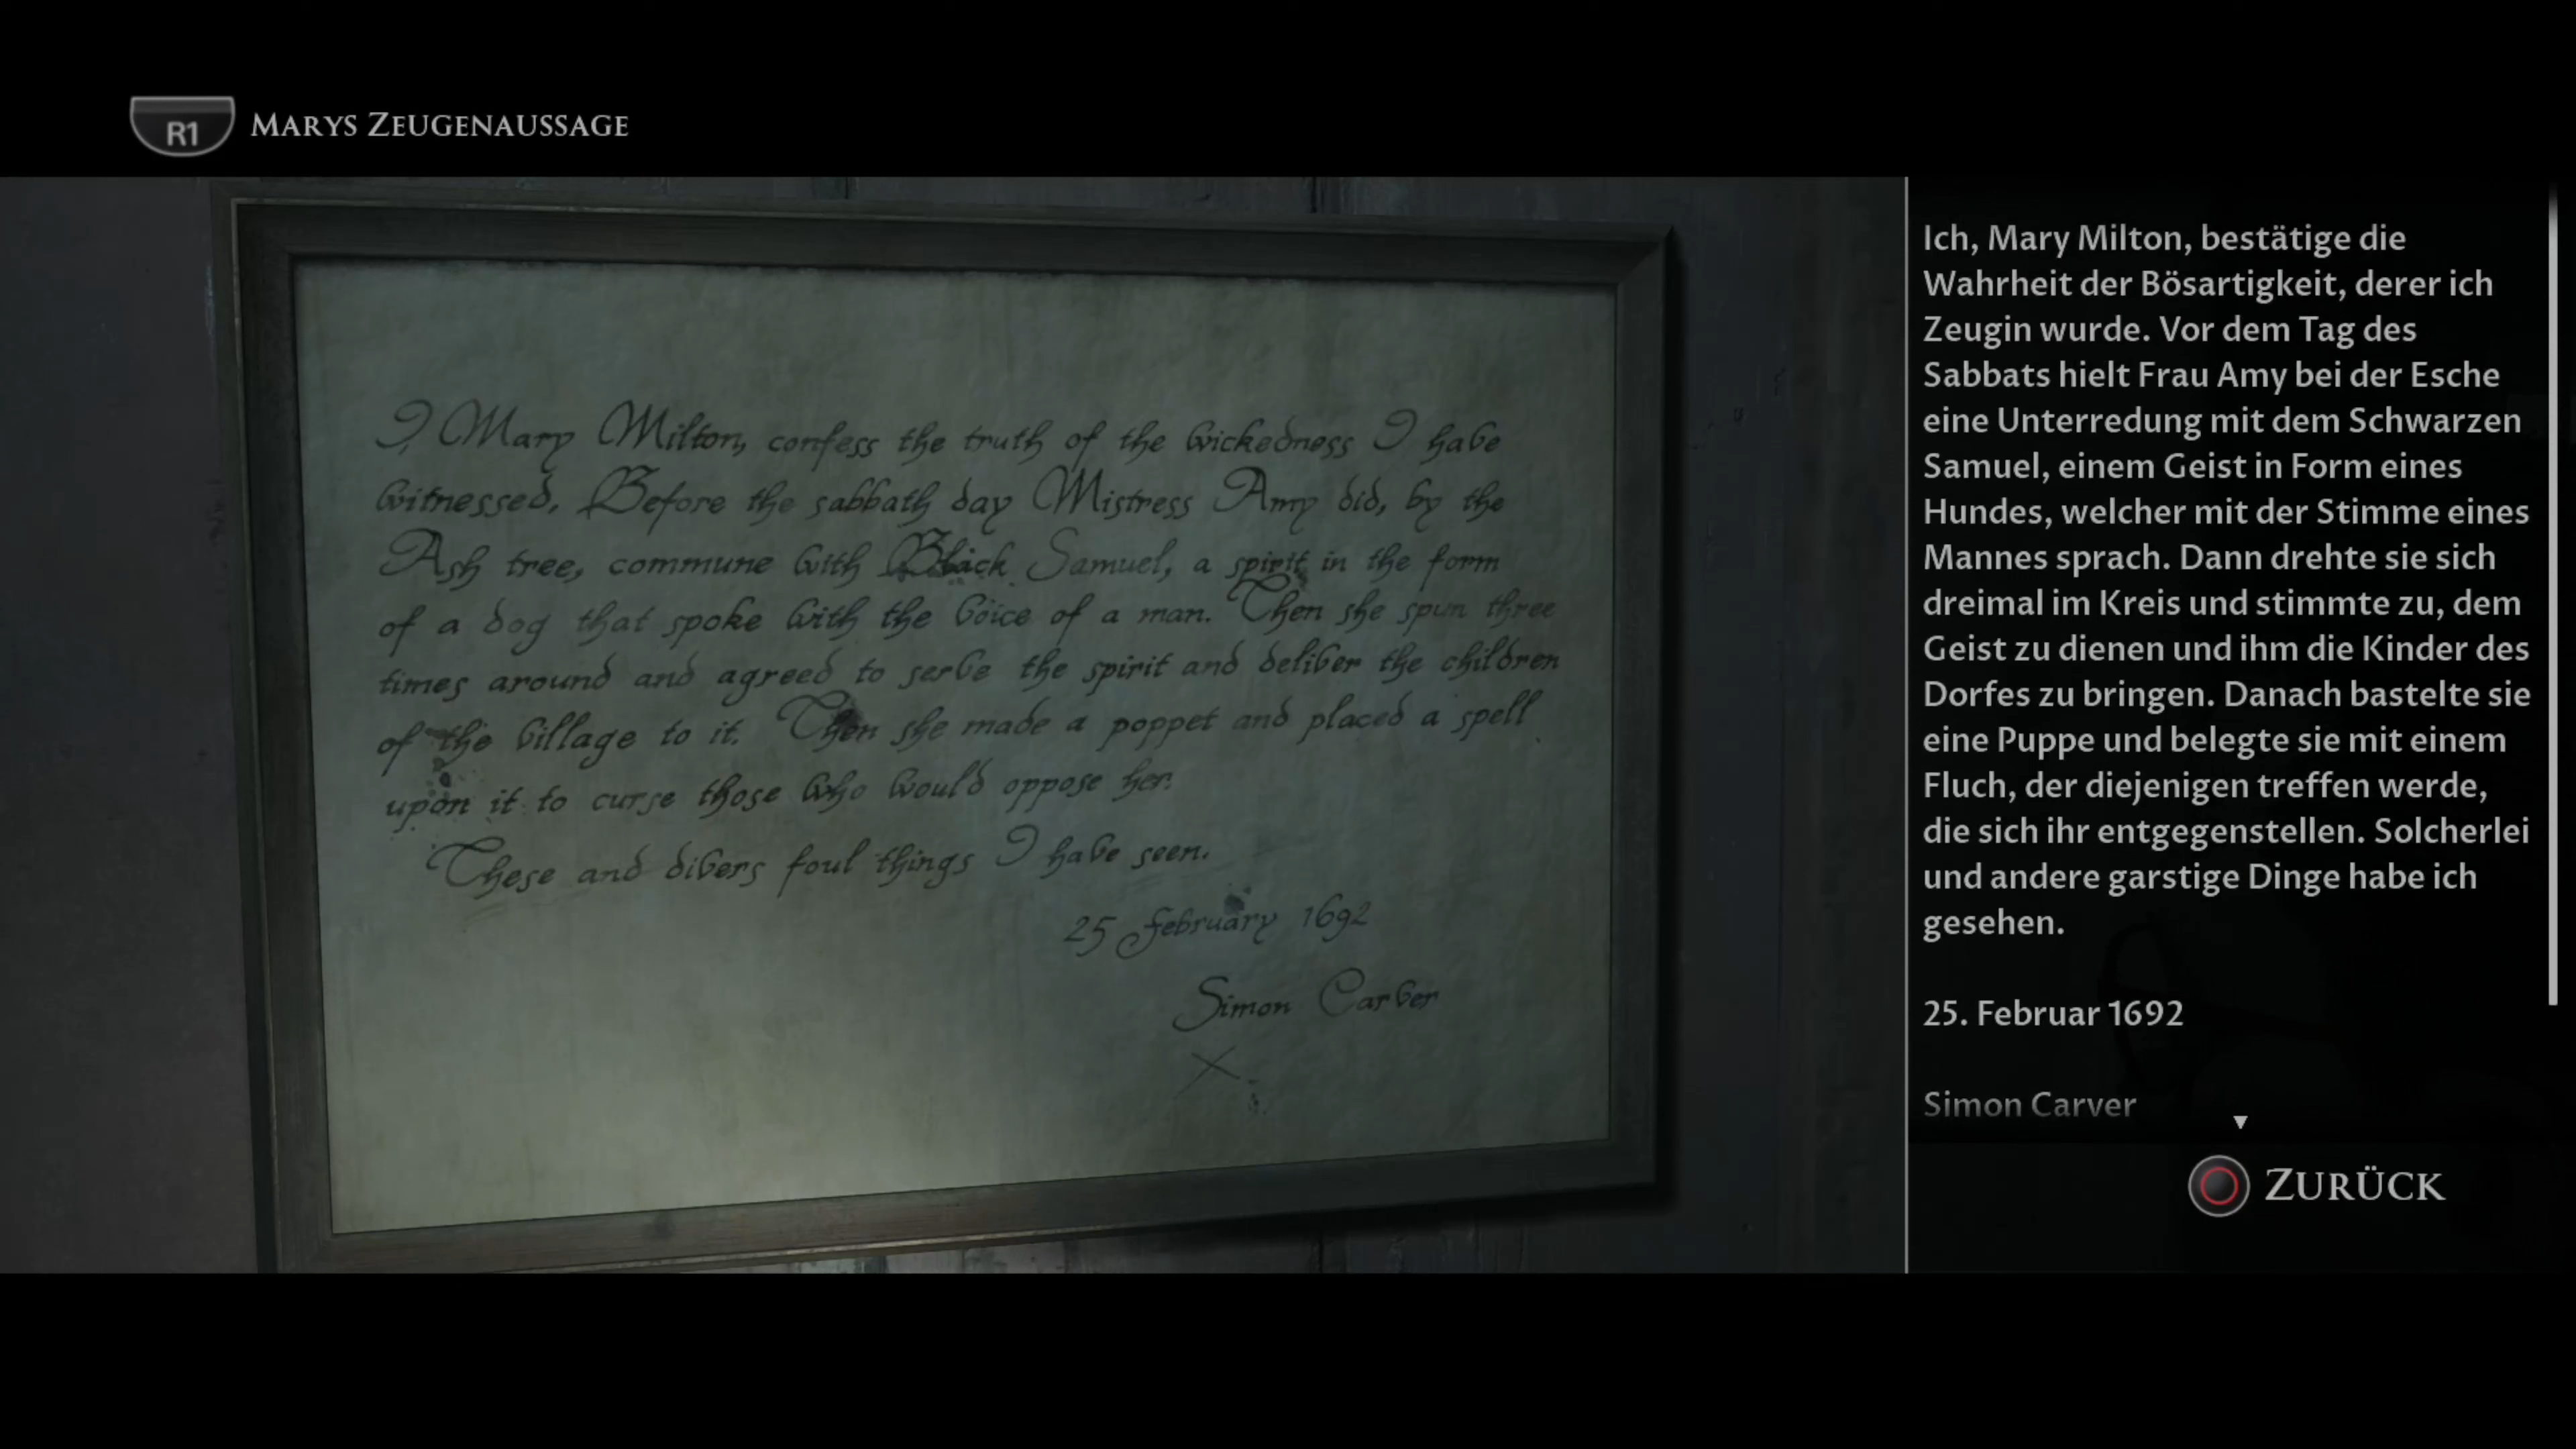 R1 MARYS ZEUGENAUSSAGE
I, Mary Milton, confess the truth of the wickedness I have
witnessed. Before the sabbath day Mistress Amy did, by the
Ash tree, commune with Black Samuel, a spirit in the form
of a dog that spoke with the voice of a man. Then she spun three
times around and agreed to serve the spirit and deliver the children
of the village to it. Then she made a poppet and placed a spell
upon it to curse those who would oppose her.
These and divers foul things I have seen.
25 February 1692
Simon Carver
X
Ich, Mary Milton, bestätige die
Wahrheit der Bösartigkeit, derer ich
Zeugin wurde. Vor dem Tag des
Sabbats hielt Frau Amy bei der Esche
eine Unterredung mit dem Schwarzen
Samuel, einem Geist in Form eines
Hundes, welcher mit der Stimme eines
Mannes sprach. Dann drehte sie sich
dreimal im Kreis und stimmte zu, dem
Geist zu dienen und ihm die Kinder des
Dorfes zu bringen. Danach bastelte sie
eine Puppe und belegte sie mit einem
Fluch, der diejenigen treffen werde,
die sich ihr entgegenstellen. Solcherlei
und andere garstige Dinge habe ich
gesehen.
25. Februar 1692
Simon Carver
ZURÜCK